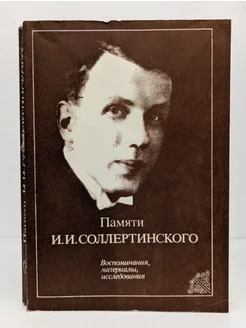 Памяти
И.И.СОЛЛЕРТИНСКОГО
Воспоминания,
материалы,
исследования